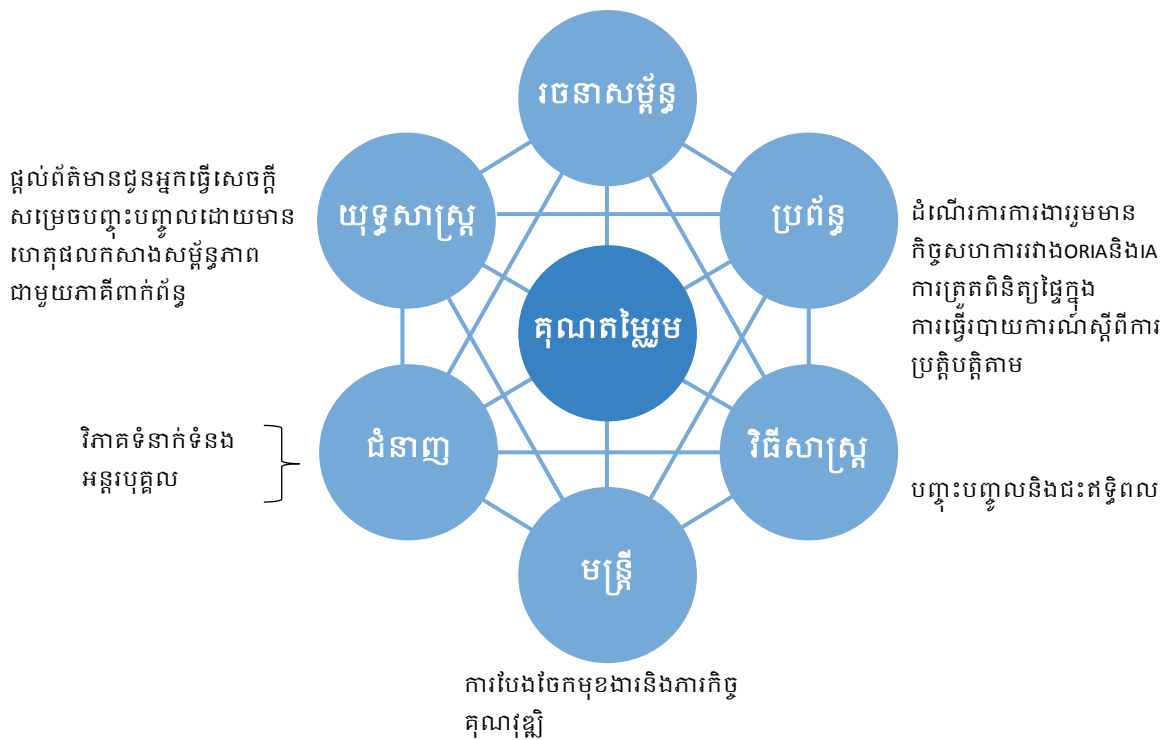 រចនាសម្ព័ន្ធ
យុទ្ធសាស្ត្រ
ប្រព័ន្ធ
គុណតម្លៃរួម
ជំនាញ
វិធីសាស្ត្រ
មន្ត្រី
ផ្តល់ព័ត៌មានជូនអ្នកធ្វើសេចក្តី
សម្រេចបញ្ចុះបញ្ចូលដោយមាន
ហេតុផលកសាងសម្ព័ន្ធភាព
ជាមួយភាគីពាក់ព័ន្ធ
ដំណើរការការងាររួមមាន
កិច្ចសហការរវាងORIAនិងIA
ការត្រួតពិនិត្យផ្ទៃក្នុង
ការធ្វើរបាយការណ៍ស្តីពីការ
ប្រតិ្តបត្តិតាម
វិភាគទំនាក់ទំនង
អន្តរបុគ្គល
បញ្ចុះបញ្ចូលនិងជះឥទ្ធិពល
ការបែងចែកមុខងារនិងភារកិច្ច
គុណវុឌ្ឍិ